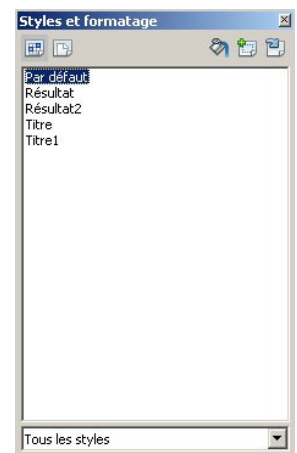 Styles et formatage
Par défaut
Résultat
Résultat2
Titre
Titre1
Tous les styles